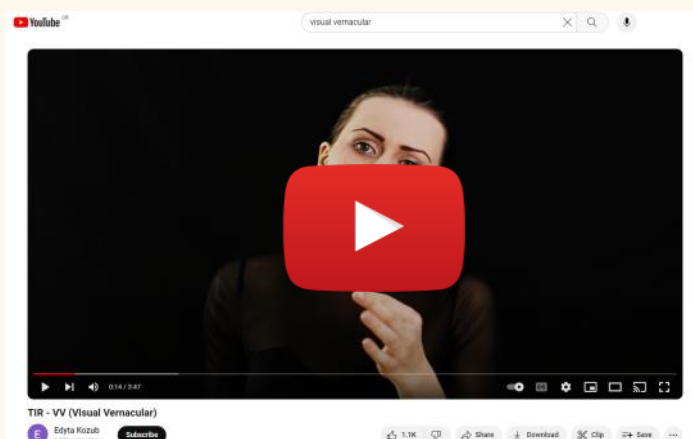 YouTube GR
visual vernacular
0:14 / 3:47
TIR - VV (Visual Vernacular)
E
Edyta Kozub
Subscribe
1.1K
Share
Download
Clip
Save